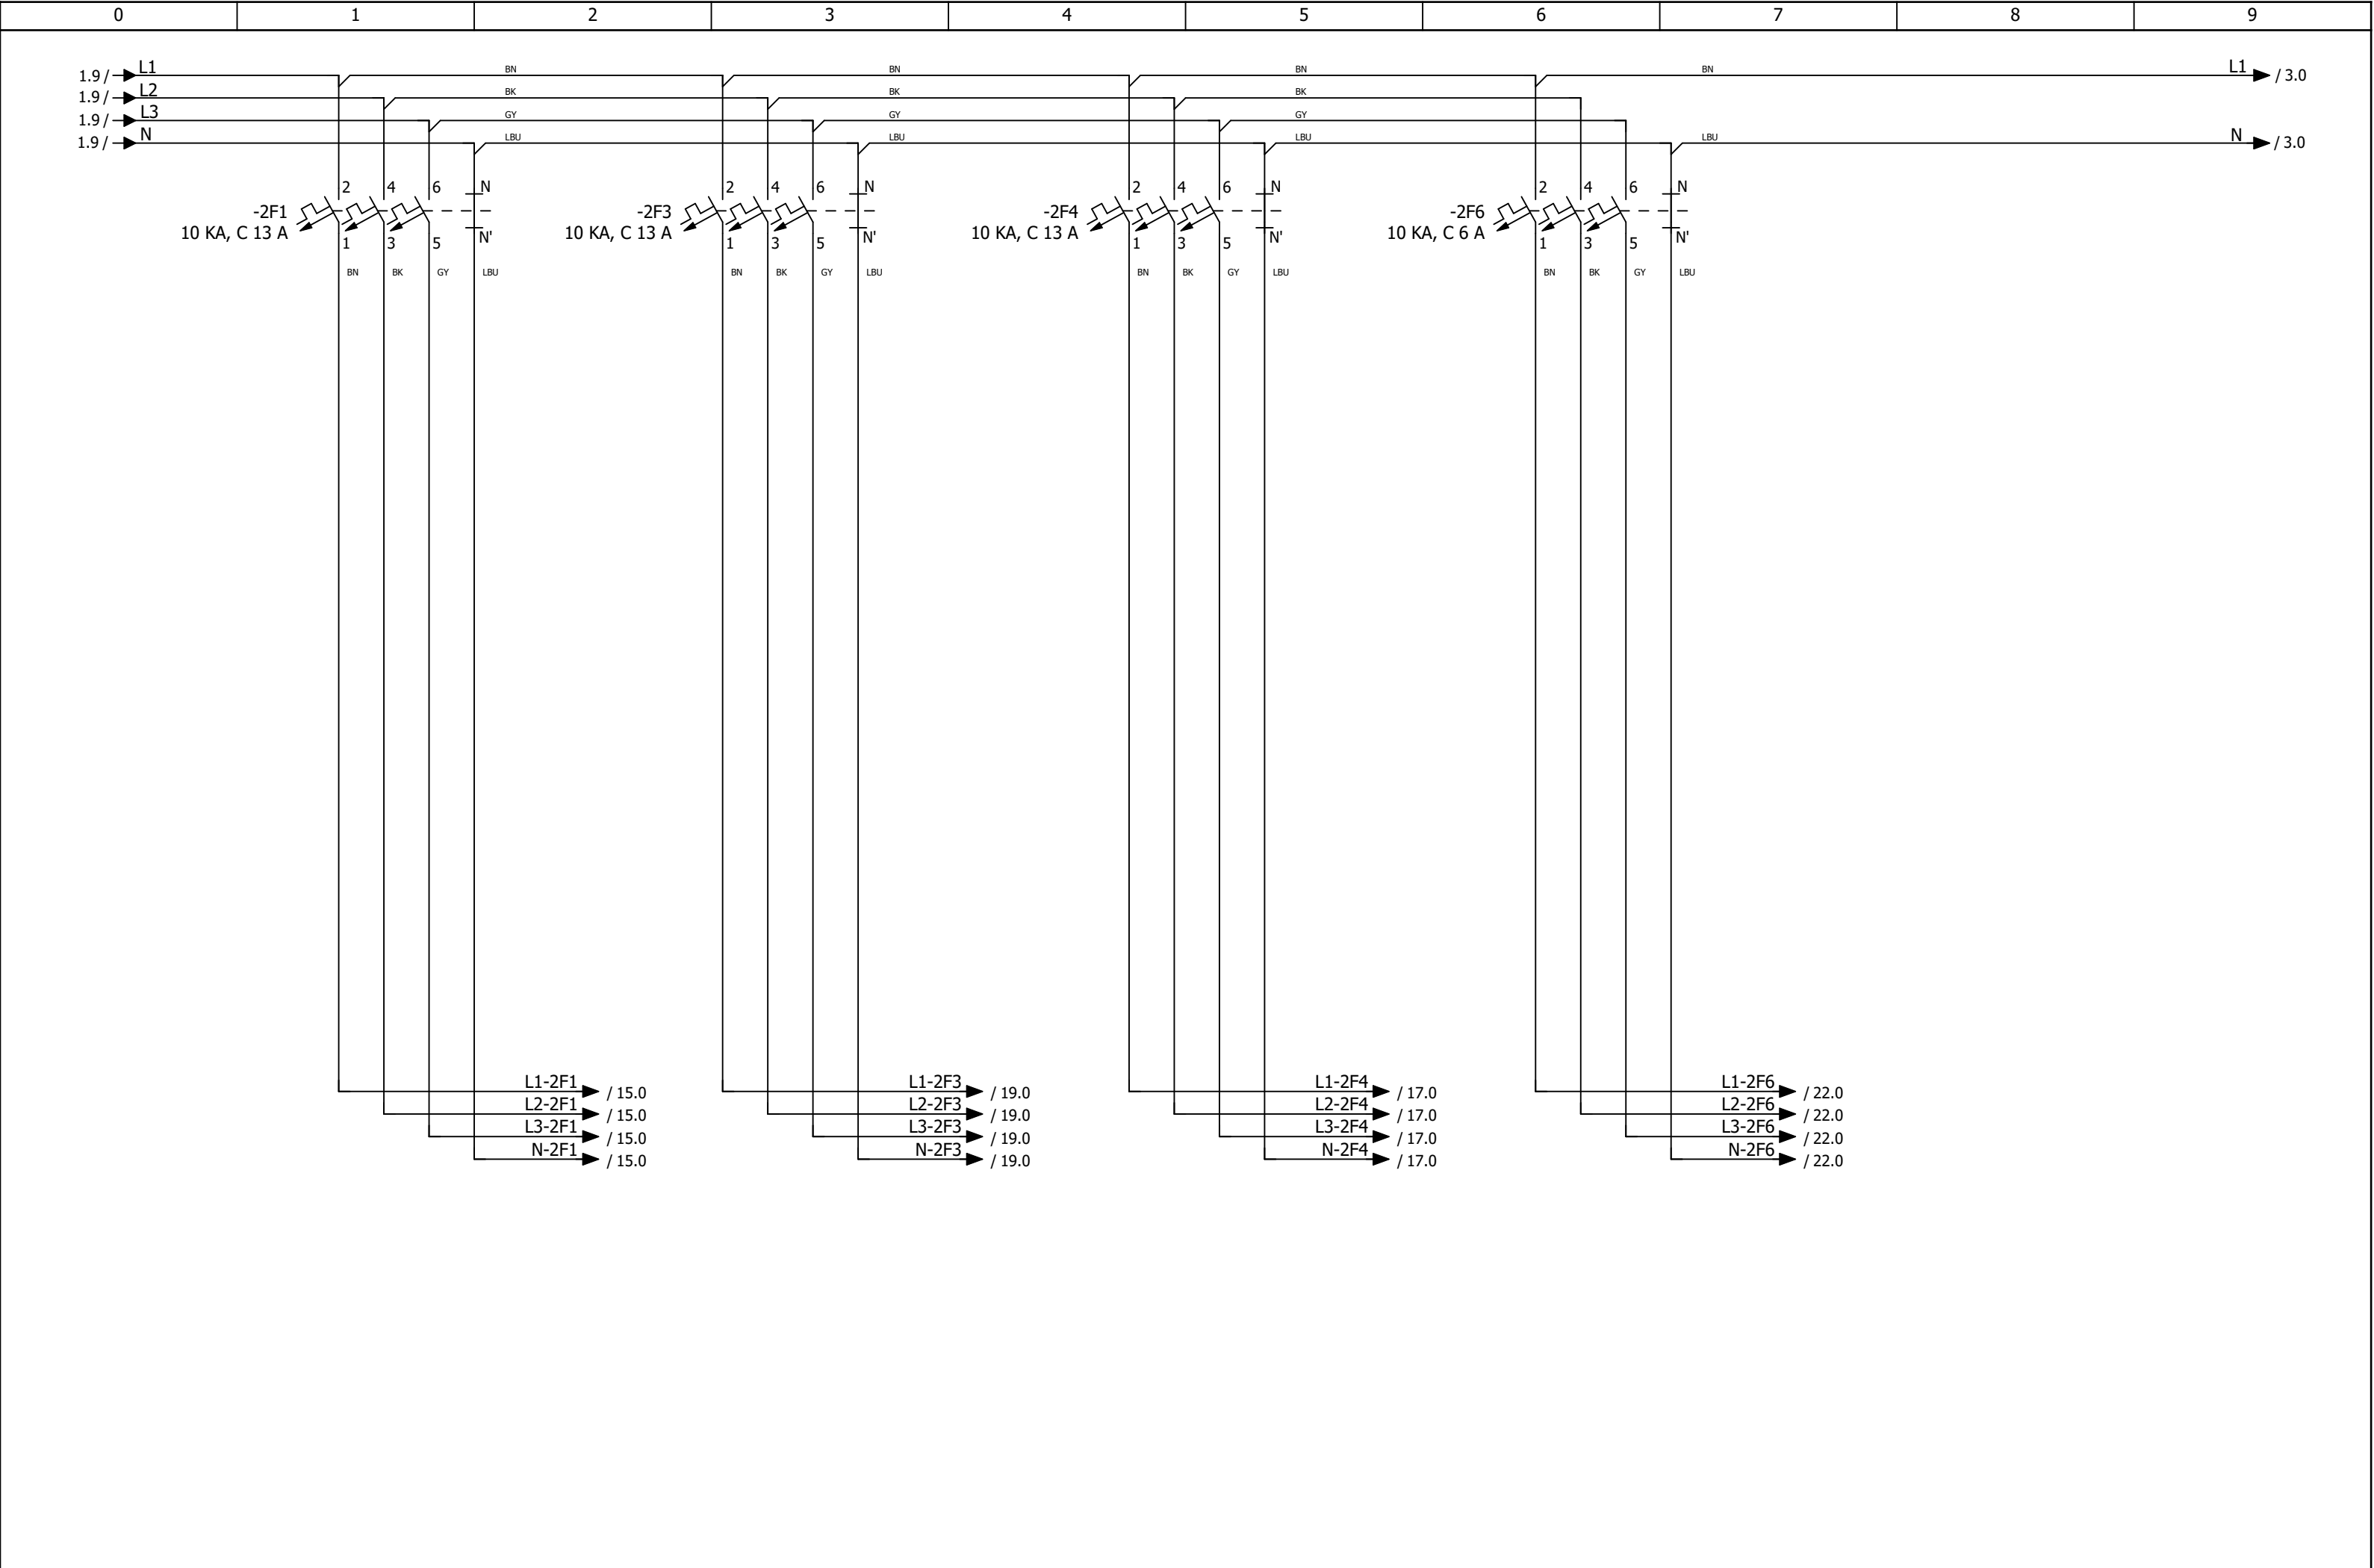 0 1 2 3 4 5 6 7 8 9
1.9 / L1 BN BN BN BN L1 / 3.0
1.9 / L2 BK BK BK
1.9 / L3 GY GY GY
1.9 / N LBU LBU LBU LBU N / 3.0
2 4 6 N 2 4 6 N 2 4 6 N 2 4 6 N
-2F1 -2F3 -2F4 -2F6
10 KA, C 13 A 10 KA, C 13 A 10 KA, C 13 A 10 KA, C 6 A
1 3 5 N' 1 3 5 N' 1 3 5 N' 1 3 5 N'
BN BK GY LBU BN BK GY LBU BN BK GY LBU BN BK GY LBU
L1-2F1 / 15.0 L1-2F3 / 19.0 L1-2F4 / 17.0 L1-2F6 / 22.0
L2-2F1 / 15.0 L2-2F3 / 19.0 L2-2F4 / 17.0 L2-2F6 / 22.0
L3-2F1 / 15.0 L3-2F3 / 19.0 L3-2F4 / 17.0 L3-2F6 / 22.0
N-2F1 / 15.0 N-2F3 / 19.0 N-2F4 / 17.0 N-2F6 / 22.0